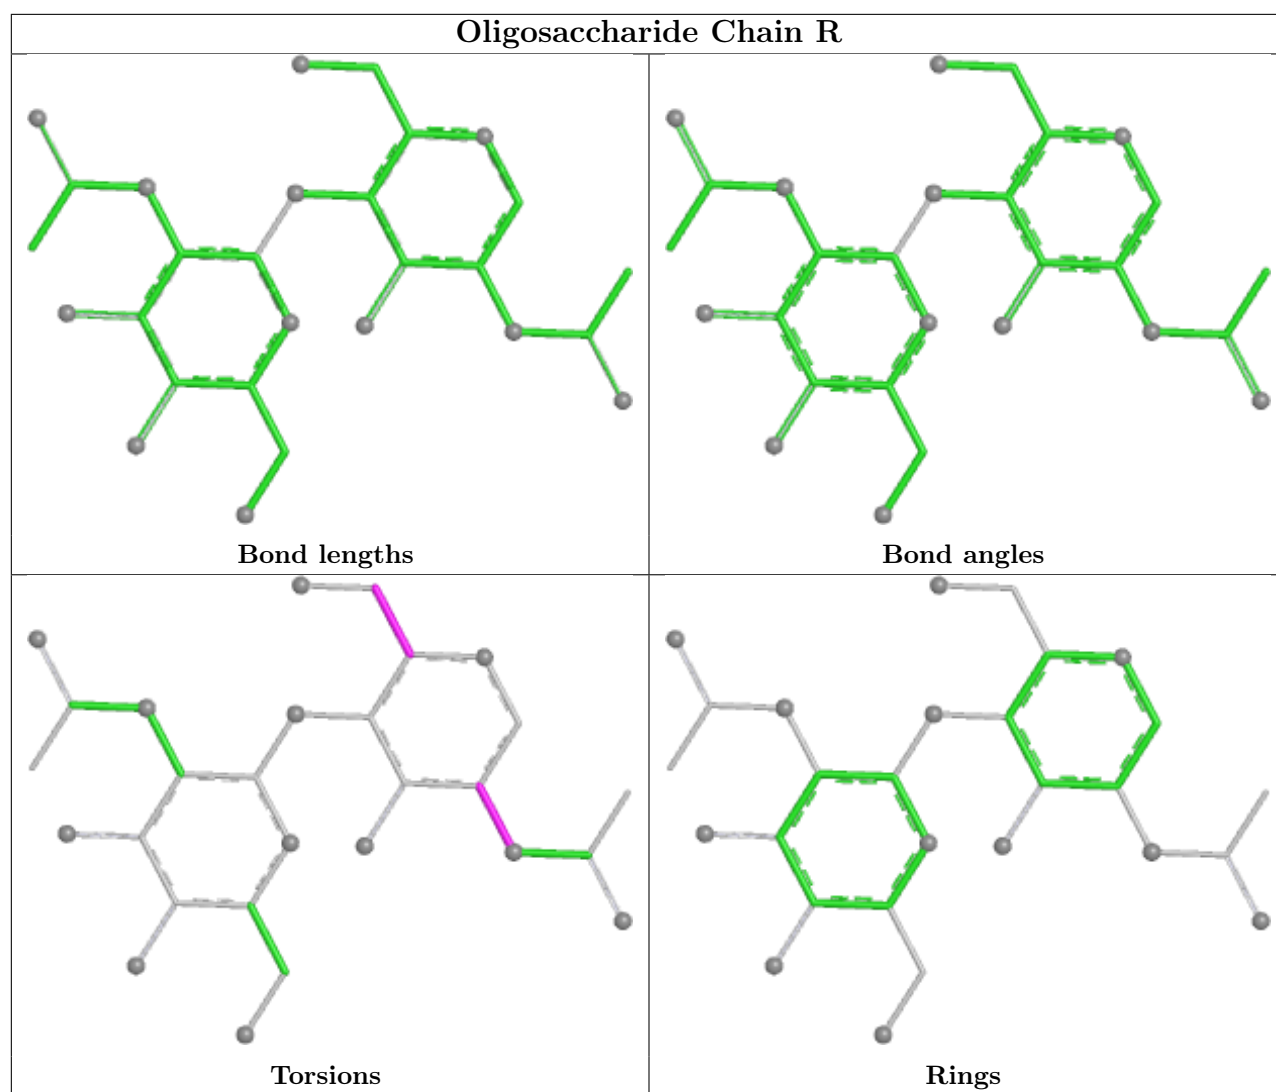 Oligosaccharide Chain R
Bond lengths
Bond angles
Torsions
Rings